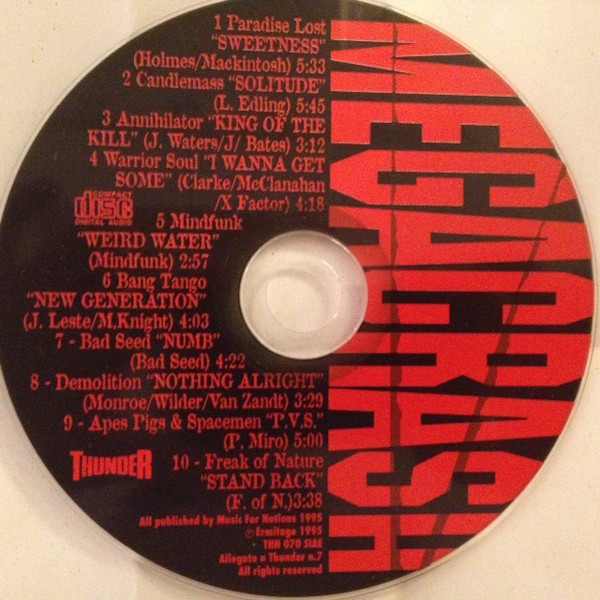 1 Paradise Lost
"SWEETNESS"
(Holmes/Mackintosh) 5:33
2 Candlemass "SOLITUDE"
(L. Edling) 5:45
3 Annihilator "KING OF THE
KILL" (J. Waters/J/ Bates) 3:12
4 Warrior Soul "I WANNA GET
SOME" (Clarke/McClanahan
/X Factor) 4:18
COMPACT
disc
DIGITAL AUDIO
5 Mindfunk
"WEIRD WATER"
(Mindfunk) 2:57
6 Bang Tango
"NEW GENERATION"
(J. Leste/M.Knight) 4:03
7 - Bad Seed "NUMB"
(Bad Seed) 4:22
8 - Demolition "NOTHING ALRIGHT"
(Monroe/Wilder/Van Zandt) 3:29
9 - Apes Pigs & Spacemen "P.V.S."
(P. Miro) 5:00
THUNDER
10 - Freak of Nature
"STAND BACK"
(F. of N.)3:38
All published by Music For Nations 1995
© Ermitage 1995
THN 070 SIAE
Allegato a Thunder n.7
All rights reserved
MEGACRASH